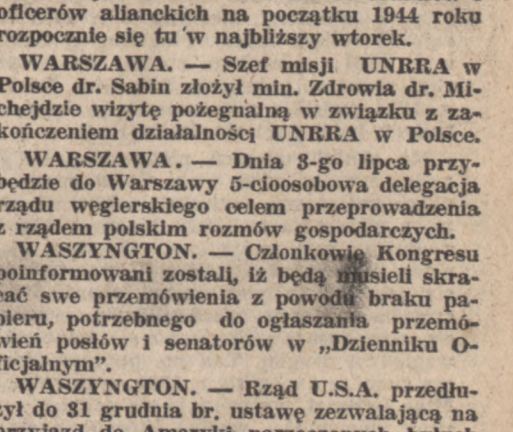 oficerów alianckich na początku 1944 roku
rozpocznie się tu w najbliższy wtorek.
WARSZAWA. — Szef misji UNRRA w
Polsce dr. Sabin złożył min. Zdrowia dr. Mi-
chejdzie wizytę pożegnalną w związku z za-
kończeniem działalności UNRRA w Polsce.
WARSZAWA. — Dnia 3-go lipca przy-
będzie do Warszawy 5-cioosobowa delegacja
rządu węgierskiego celem przeprowadzenia
z rządem polskim rozmów gospodarczych.
WASZYNGTON. — Członkowie Kongresu
poinformowani zostali, iż będą musieli skra-
cać swe przemówienia z powodu braku pa-
pieru, potrzebnego do ogłaszania przemó-
wień posłów i senatorów w „Dzienniku O-
ficjalnym”.
WASZYNGTON. — Rząd U.S.A. przedłu-
żył do 31 grudnia br. ustawę zezwalającą na
do Ameryki